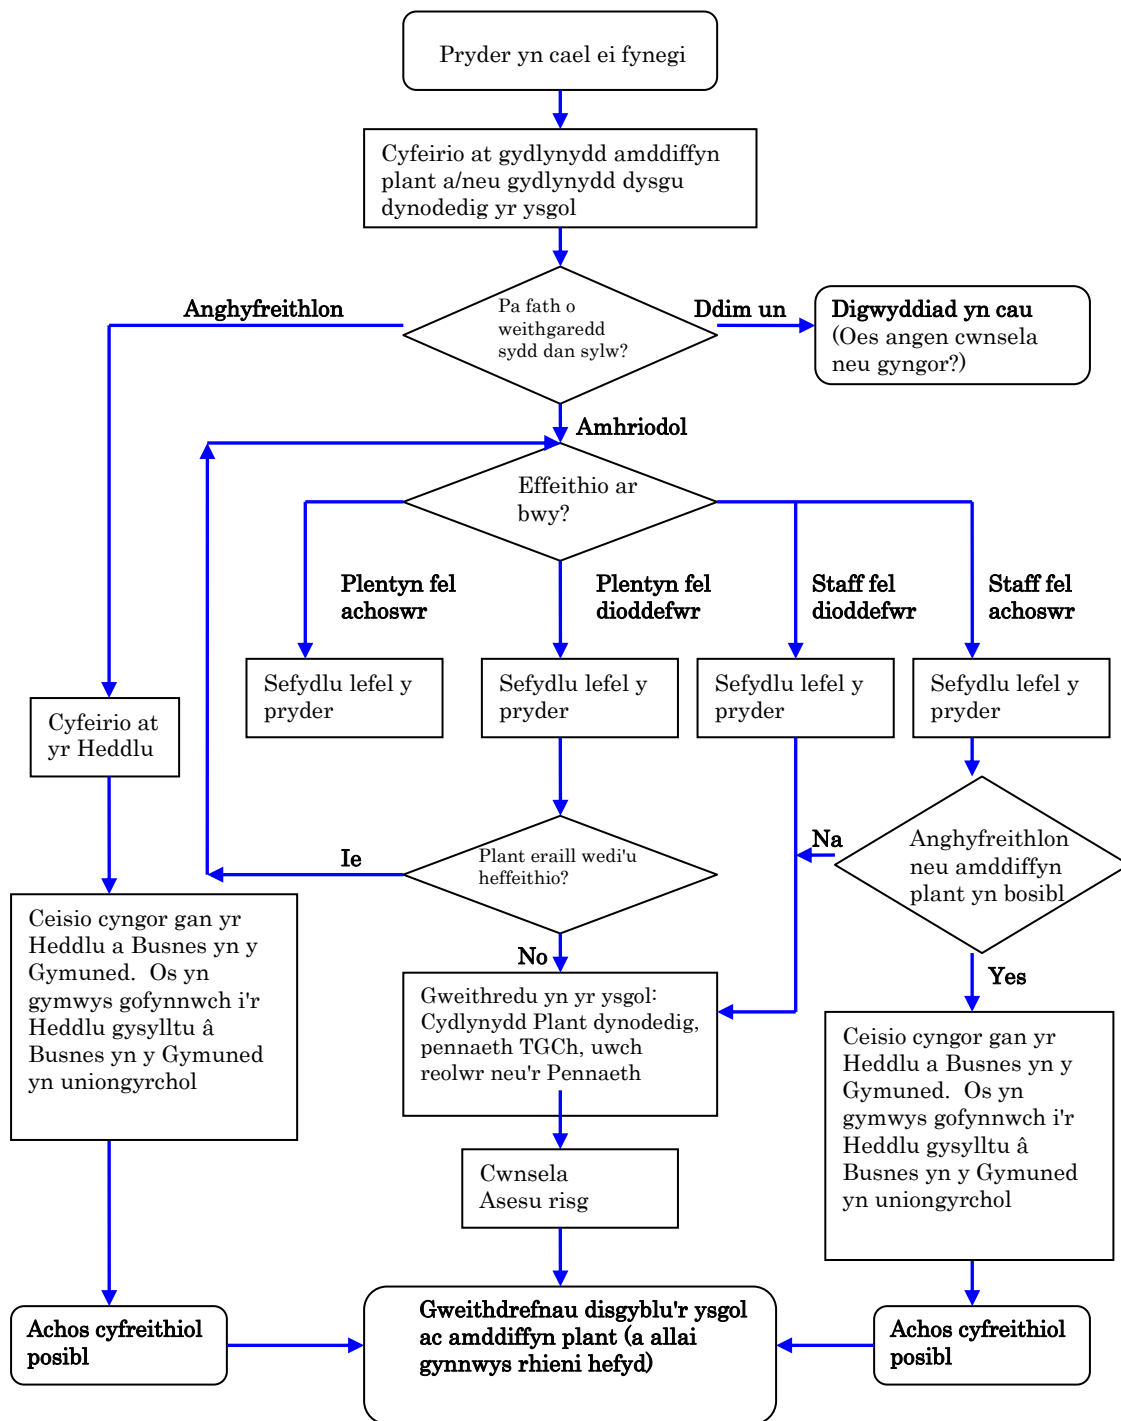 Pryder yn cael ei fynegi
Cyfeirio at gydlynydd amddiffyn
plant a/neu gydlynydd dysgu
dynodedig yr ysgol
Anghyfreithlon
Pa fath o
weithgaredd
sydd dan sylw?
Ddim un
Digwyddiad yn cau
(Oes angen cwnsela
neu gyngor?)
Amhriodol
Effeithio ar
bwy?
Plentyn fel
achoswr
Plentyn fel
dioddefwr
Staff fel
dioddefwr
Staff fel
achoswr
Sefydlu lefel y
pryder
Sefydlu lefel y
pryder
Sefydlu lefel y
pryder
Sefydlu lefel y
pryder
Cyfeirio at
yr Heddlu
Ie
Plant eraill wedi'u
heffeithio?
Na
Anghyfreithlon
neu amddiffyn
plant yn bosibl
Ceisio cyngor gan yr
Heddlu a Busnes yn y
Gymuned.  Os yn
gymwys gofynnwch i'r
Heddlu gysylltu â
Busnes yn y Gymuned
yn uniongyrchol
No
Yes
Gweithredu yn yr ysgol:
Cydlynydd Plant dynodedig,
pennaeth TGCh, uwch
reolwr neu'r Pennaeth
Ceisio cyngor gan yr
Heddlu a Busnes yn y
Gymuned.  Os yn
gymwys gofynnwch i'r
Heddlu gysylltu â
Busnes yn y Gymuned
yn uniongyrchol
Cwnsela
Asesu risg
Achos cyfreithiol
posibl
Gweithdrefnau disgyblu'r ysgol
ac amddiffyn plant (a allai
gynnwys rhieni hefyd)
Achos cyfreithiol
posibl